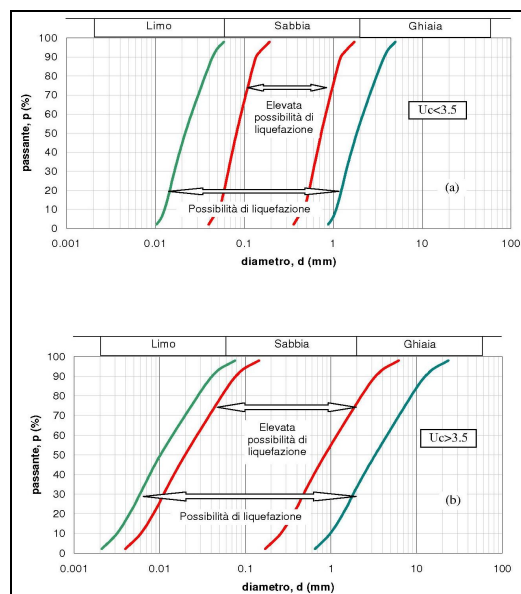 Limo Sabbia Ghiaia
100
90
80
70
60
50
40
30
20
10
0
passante, p (%)
Elevata
possibilità di
liquefazione
Uc<3.5
(a)
Possibilità di liquefazione
0.001 0.01 0.1 1 10 100
diametro, d (mm)
Limo Sabbia Ghiaia
100
90
80
70
60
50
40
30
20
10
0
passante, p (%)
Elevata
possibilità di
liquefazione
Uc>3.5
(b)
Possibilità di liquefazione
0.001 0.01 0.1 1 10 100
diametro, d (mm)